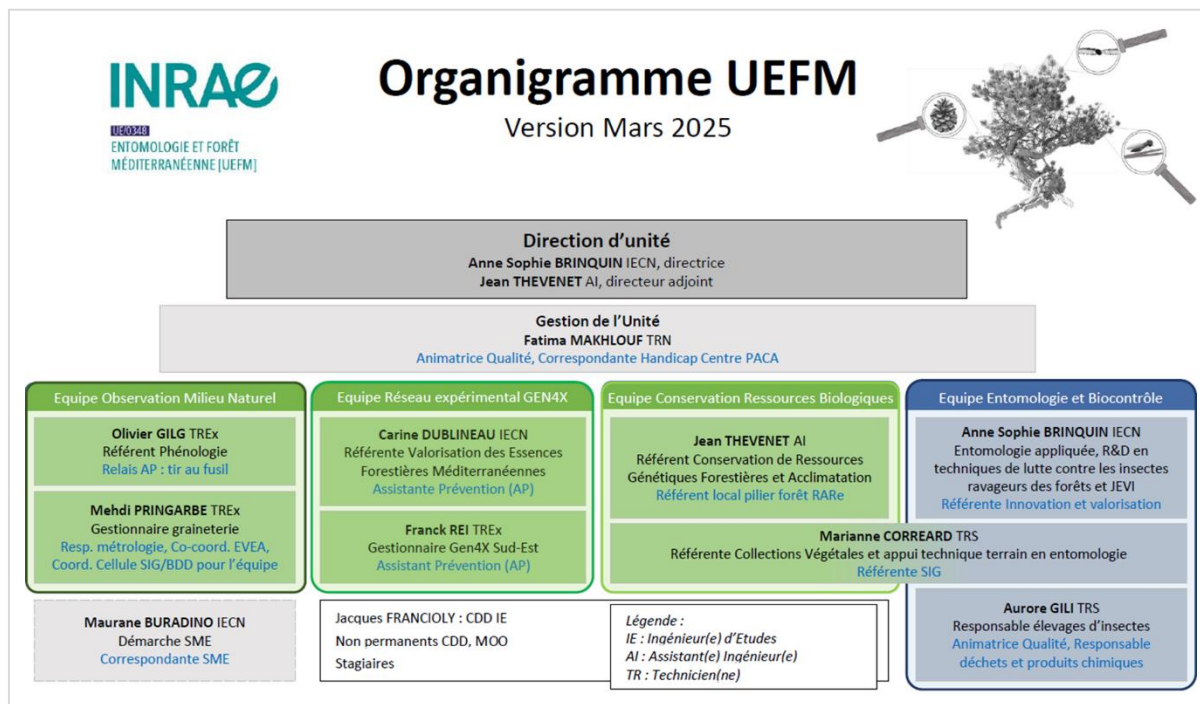 INRAE
UE/0348
ENTOMOLOGIE ET FORÊT
MÉDITERRANÉENNE [UEFM]
Organigramme UEFM
Version Mars 2025
Direction d’unité
Anne Sophie BRINQUIN IECN, directrice
Jean THEVENET AI, directeur adjoint
Gestion de l’Unité
Fatima MAKHLOUF TRN
Animatrice Qualité, Correspondante Handicap Centre PACA
Equipe Observation Milieu Naturel
Olivier GILG TREx
Référent Phénologie
Relais AP : tir au fusil
Mehdi PRINGARBE TREx
Gestionnaire graineterie
Resp. métrologie, Co-coord. EVEA,
Coord. Cellule SIG/BDD pour l’équipe
Equipe Réseau expérimental GEN4X
Carine DUBLINEAU IECN
Référente Valorisation des Essences
Forestières Méditerranéennes
Assistante Prévention (AP)
Franck REI TREx
Gestionnaire Gen4X Sud-Est
Assistant Prévention (AP)
Equipe Conservation Ressources Biologiques
Jean THEVENET AI
Référent Conservation de Ressources
Génétiques Forestières et Acclimatation
Référent local pilier forêt RARe
Equipe Entomologie et Biocontrôle
Anne Sophie BRINQUIN IECN
Entomologie appliquée, R&D en
techniques de lutte contre les insectes
ravageurs des forêts et JEVI
Référente Innovation et valorisation
Marianne CORREARD TRS
Référente Collections Végétales et appui technique terrain en entomologie
Référente SIG
Aurore GILI TRS
Responsable élevages d’insectes
Animatrice Qualité, Responsable
déchets et produits chimiques
Maurane BURADINO IECN
Démarche SME
Correspondante SME
Jacques FRANCIOLY : CDD IE
Non permanents CDD, MOO
Stagiaires
Légende :
IE : Ingénieur(e) d’Etudes
AI : Assistant(e) Ingénieur(e)
TR : Technicien(ne)